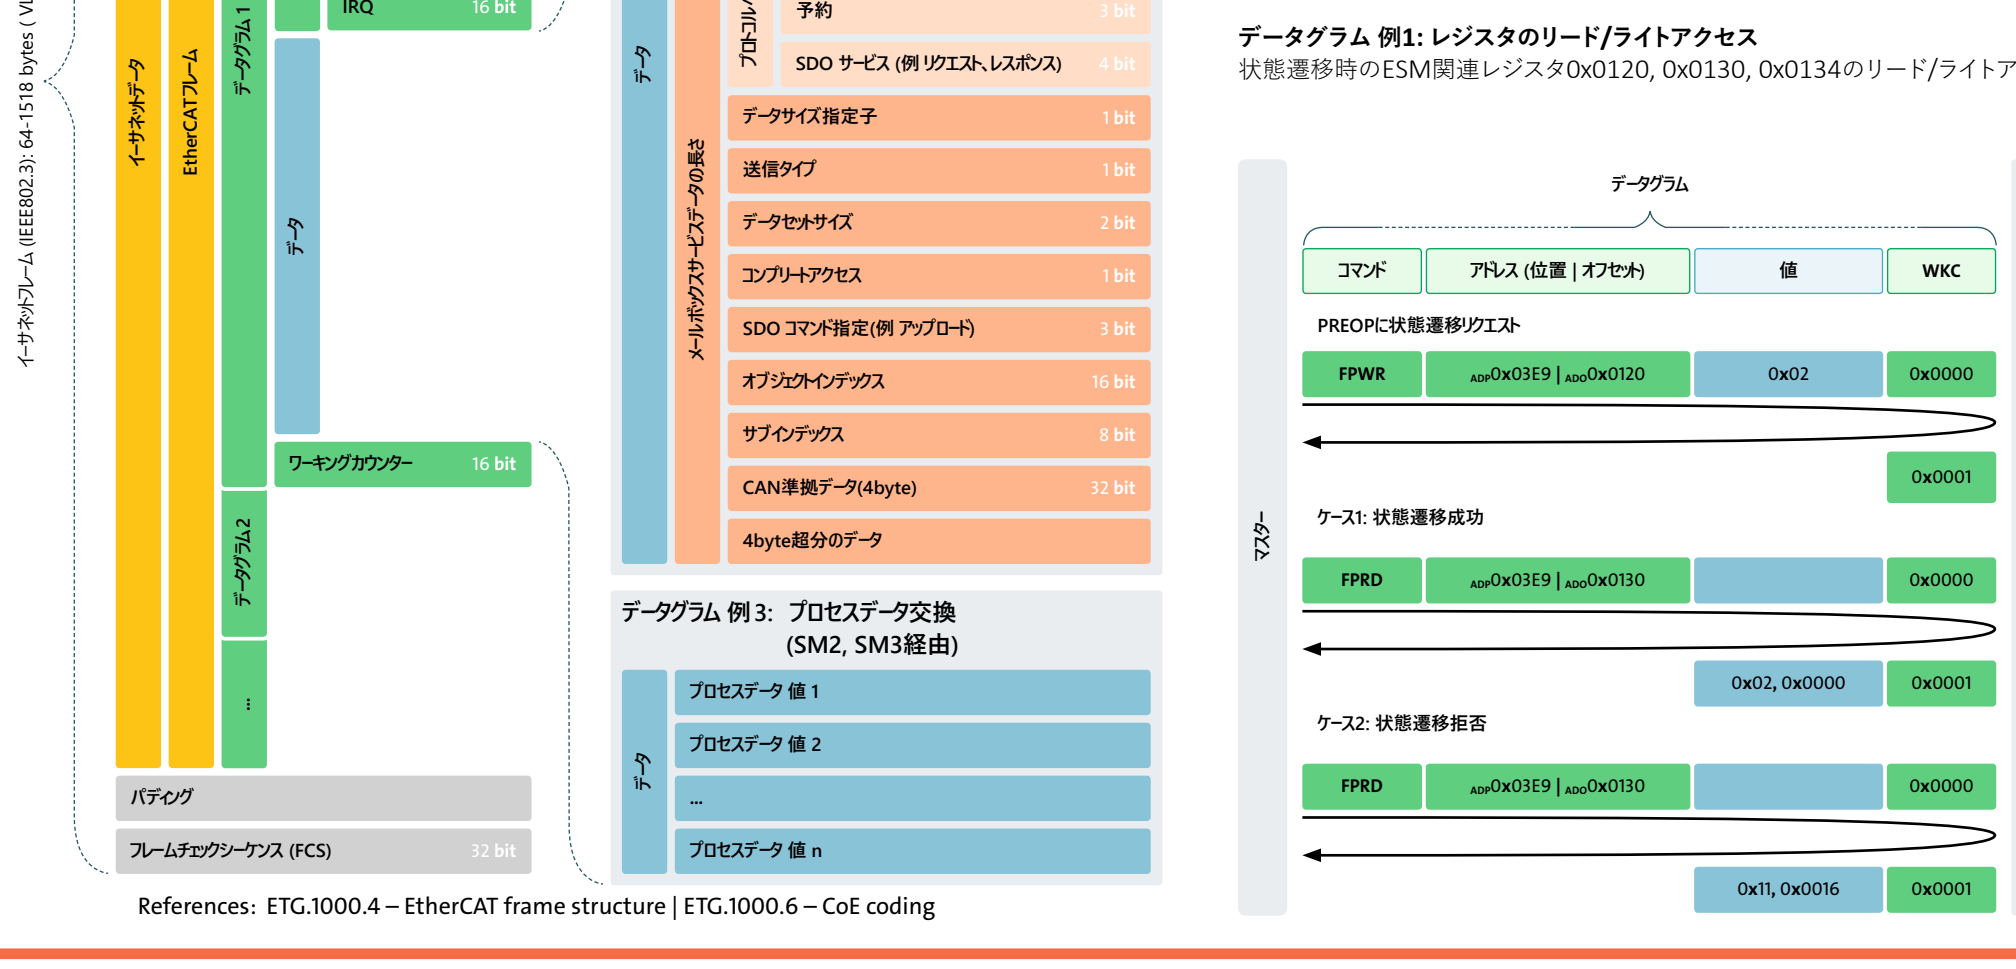 イーサネットフレーム (IEEE802.3): 64-1518 bytes ( VL
イーサネットデータ
EtherCATフレーム
データグラム 1
IRQ 16 bit
データ
ワーキングカウンター 16 bit
データグラム2
...
パディング
フレームチェックシーケンス (FCS) 32 bit
データ
プロトコル
予約 3 bit
SDO サービス (例 リクエスト、レスポンス) 4 bit
メールボックスサービスデータの長さ
データサイズ指定子 1 bit
送信タイプ 1 bit
データセットサイズ 2 bit
コンプリートアクセス 1 bit
SDO コマンド指定(例 アップロード) 3 bit
オブジェクトインデックス 16 bit
サブインデックス 8 bit
CAN準拠データ(4byte) 32 bit
4byte超分のデータ
データグラム 例 3: プロセスデータ交換
(SM2, SM3経由)
データ
プロセスデータ 値 1
プロセスデータ 値 2
...
プロセスデータ 値 n
References: ETG.1000.4 – EtherCAT frame structure | ETG.1000.6 – CoE coding
データグラム 例1: レジスタのリード/ライトアクセス
状態遷移時のESM関連レジスタ0x0120, 0x0130, 0x0134のリード/ライトア
マスター
データグラム
コマンド アドレス (位置 | オフセット) 値 WKC
PREOPに状態遷移リクエスト
FPWR ADP0x03E9 | ADO0x0120 0x02 0x0000
0x0001
ケース1: 状態遷移成功
FPRD ADP0x03E9 | ADO0x0130 0x0000
0x02, 0x0000 0x0001
ケース2: 状態遷移拒否
FPRD ADP0x03E9 | ADO0x0130 0x0000
0x11, 0x0016 0x0001